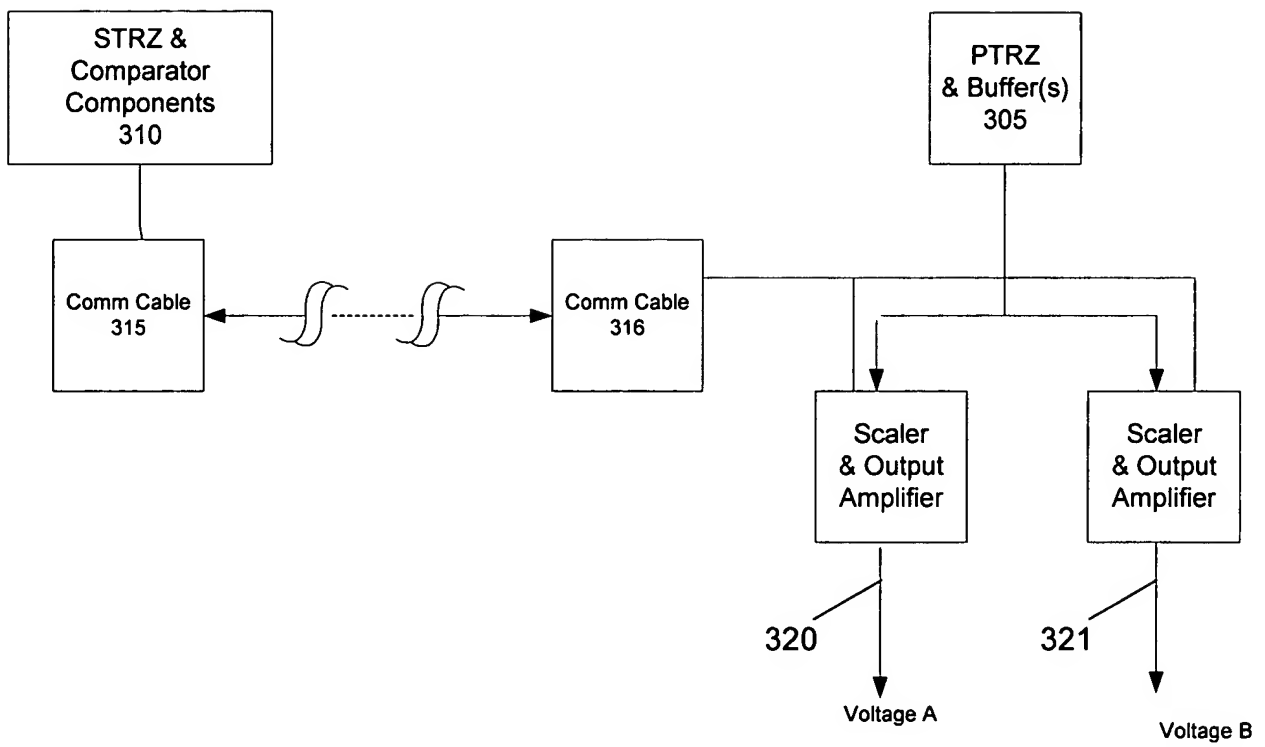 STRZ &
Comparator
Components
310
PTRZ
& Buffer(s)
305
Comm Cable
315
Comm Cable
316
Scaler
& Output
Amplifier
Scaler
& Output
Amplifier
320
321
Voltage A
Voltage B